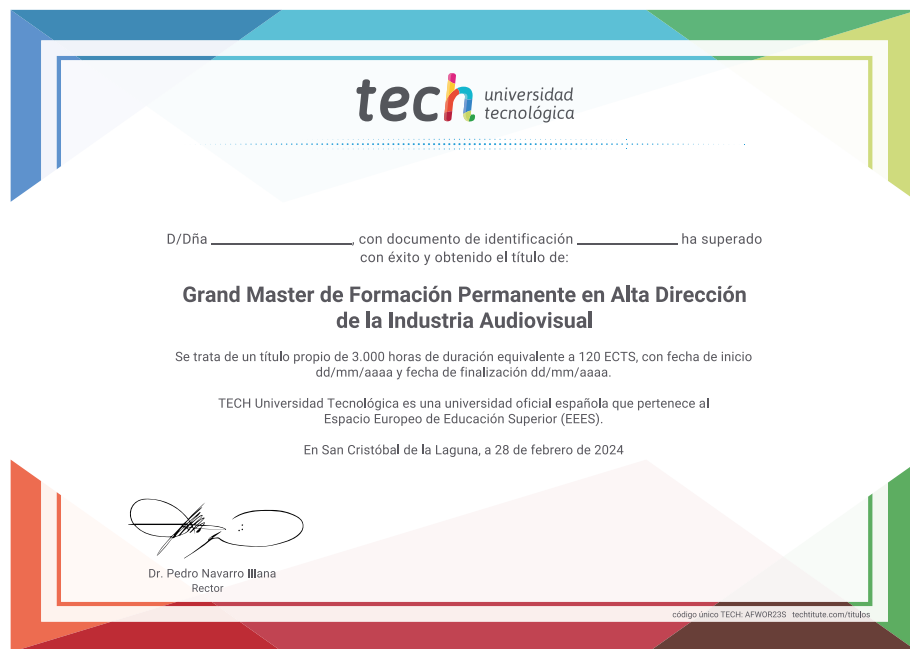 tech universidad
tecnológica
D/Dña ____________________, con documento de identificación ______________ ha superado
con éxito y obtenido el título de:
Grand Master de Formación Permanente en Alta Dirección
de la Industria Audiovisual
Se trata de un título propio de 3.000 horas de duración equivalente a 120 ECTS, con fecha de inicio
dd/mm/aaaa y fecha de finalización dd/mm/aaaa.
TECH Universidad Tecnológica es una universidad oficial española que pertenece al
Espacio Europeo de Educación Superior (EEES).
En San Cristóbal de la Laguna, a 28 de febrero de 2024
Dr. Pedro Navarro Illana
Rector
código único TECH: AFWOR23S techtitute.com/titulos